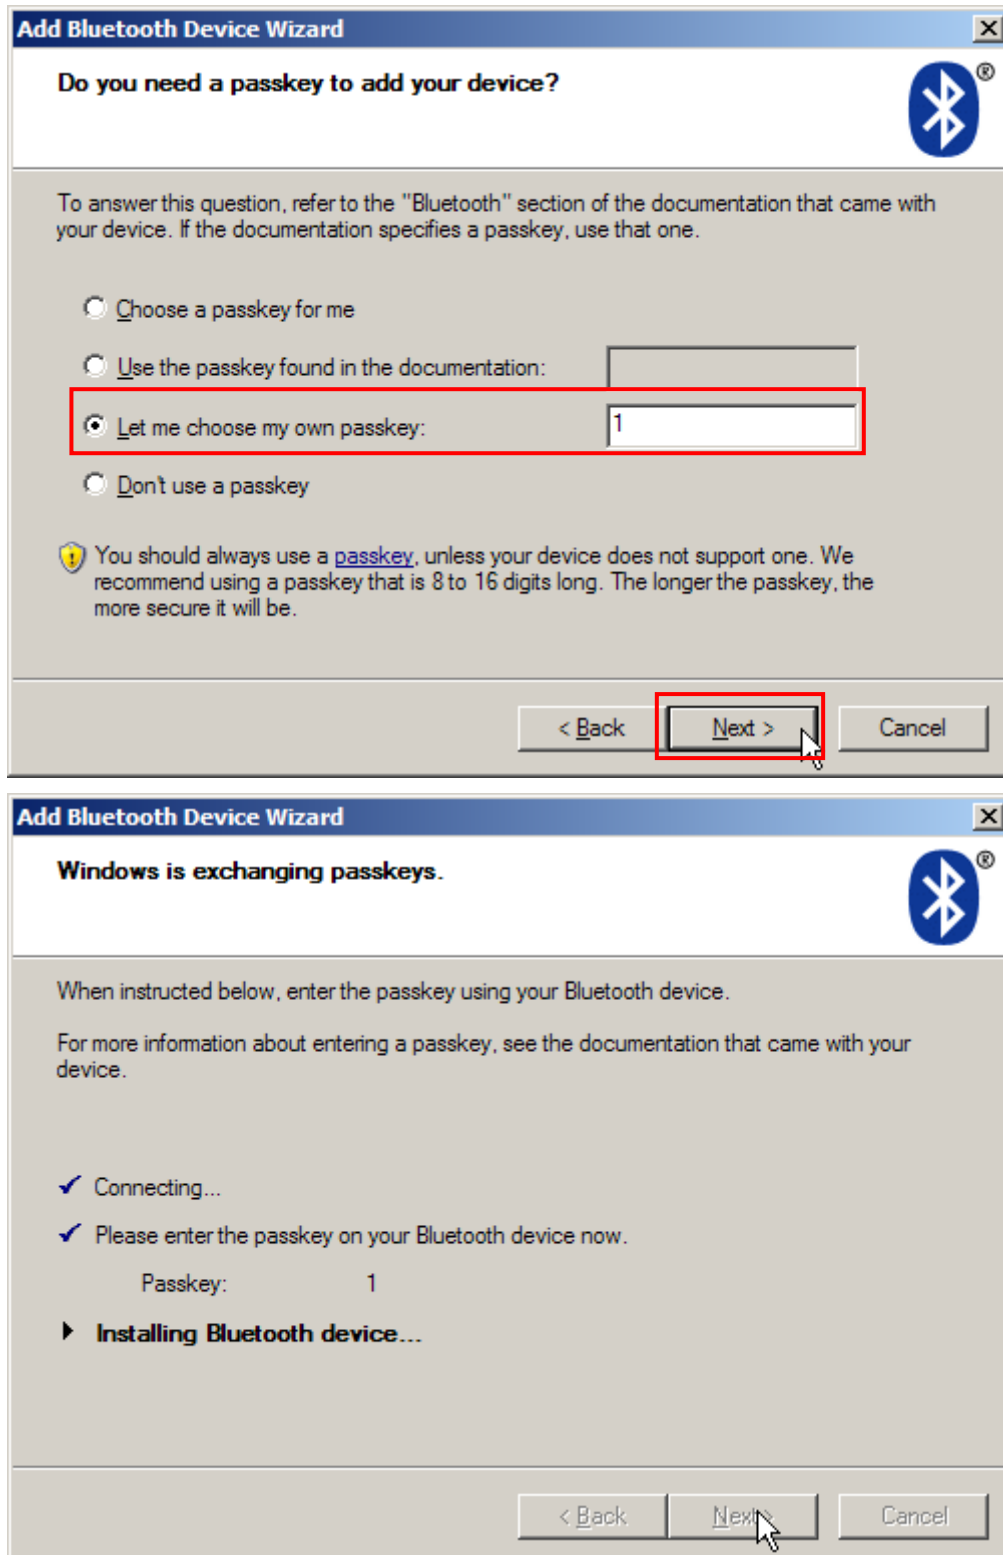 Add Bluetooth Device Wizard
Do you need a passkey to add your device?
®
To answer this question, refer to the "Bluetooth" section of the documentation that came with
your device. If the documentation specifies a passkey, use that one.
Choose a passkey for me
Use the passkey found in the documentation:
Let me choose my own passkey: 1
Don't use a passkey
You should always use a passkey, unless your device does not support one. We
recommend using a passkey that is 8 to 16 digits long. The longer the passkey, the
more secure it will be.
< Back Next > Cancel
Add Bluetooth Device Wizard
Windows is exchanging passkeys.
®
When instructed below, enter the passkey using your Bluetooth device.
For more information about entering a passkey, see the documentation that came with your
device.
Connecting...
Please enter the passkey on your Bluetooth device now.
Passkey: 1
Installing Bluetooth device...
< Back Next > Cancel